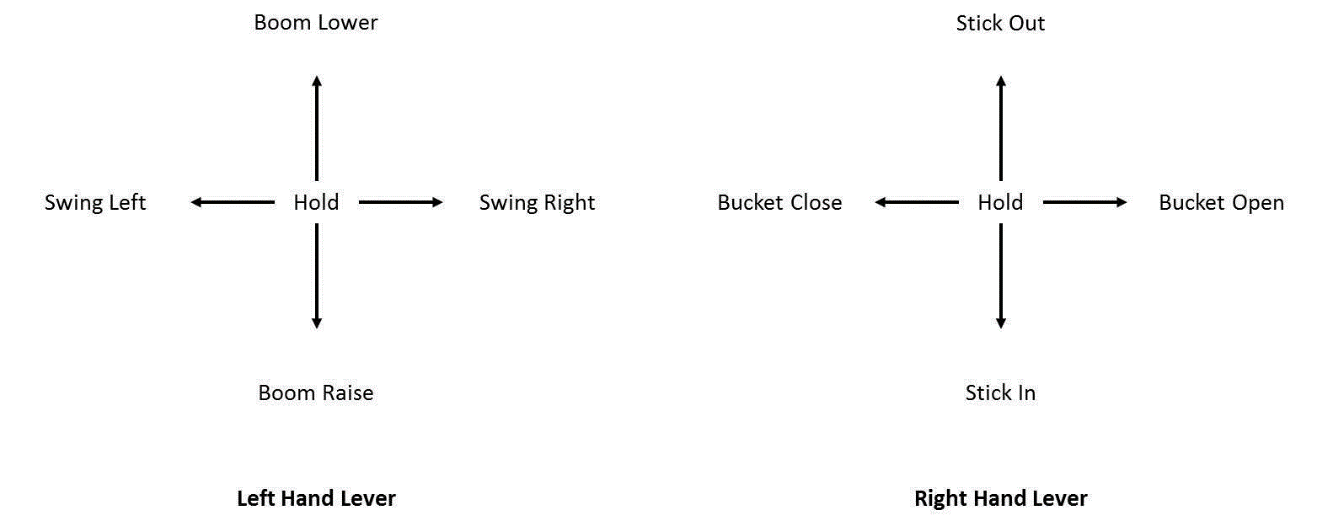 Boom Lower
Stick Out
Swing Left
Hold
Swing Right
Bucket Close
Hold
Bucket Open
Boom Raise
Stick In
Left Hand Lever
Right Hand Lever